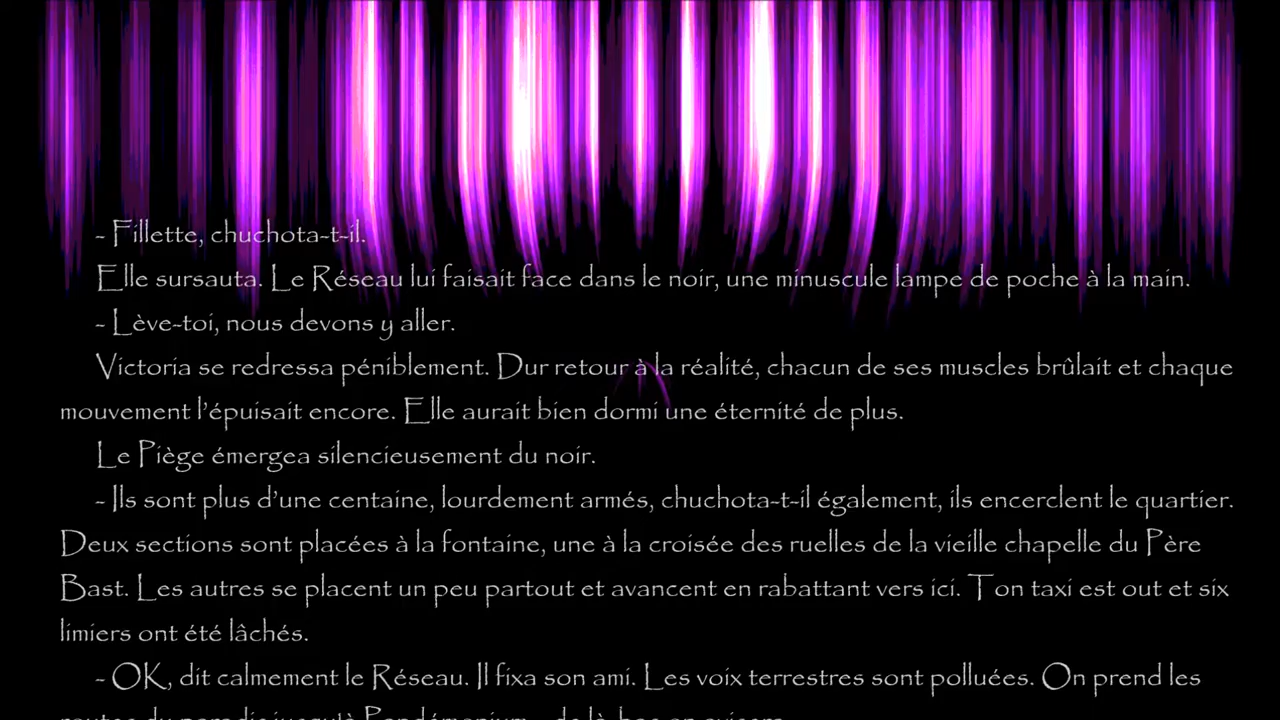 - Fillette, chuchota-t-il.
Elle sursauta. Le Réseau lui faisait face dans le noir, une minuscule lampe de poche à la main.
- Lève-toi, nous devons y aller.
Victoria se redressa péniblement. Dur retour à la réalité, chacun de ses muscles brûlait et chaque
mouvement l'épuisait encore. Elle aurait bien dormi une éternité de plus.
Le Piège émergea silencieusement du noir.
- Ils sont plus d'une centaine, lourdement armés, chuchota-t-il également, ils encerclent le quartier.
Deux sections sont placées à la fontaine, une à la croisée des ruelles de la vieille chapelle du Père
Bast. Les autres se placent un peu partout et avancent en rabattant vers ici. Ton taxi est out et six
limiers ont été lâchés.
- OK, dit calmement le Réseau. Il fixa son ami. Les voix terrestres sont polluées. On prend les